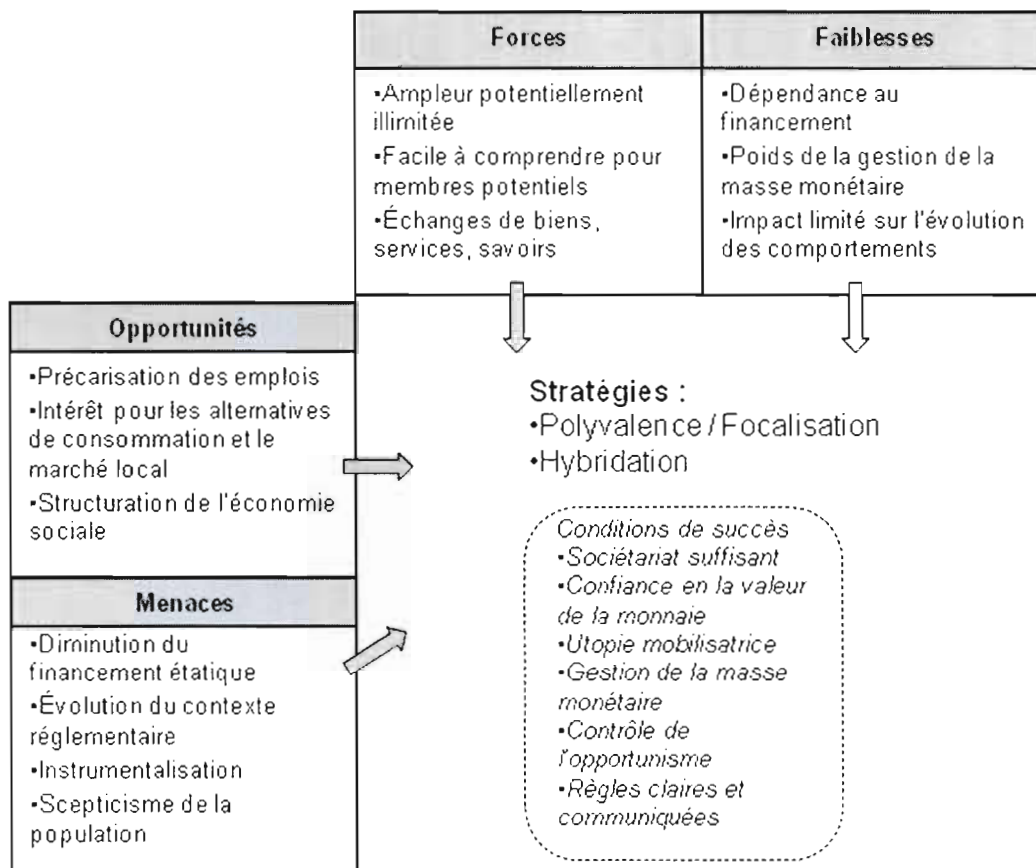 Forces
•Ampleur potentiellement
illimitée
•Facile à comprendre pour
membres potentiels
•Échanges de biens,
services, savoirs
Faiblesses
•Dépendance au
financement
•Poids de la gestion de la
masse monétaire
•Impact limité sur l'évolution
des comportements
Opportunités
•Précarisation des emplois
•Intérêt pour les alternatives
de consommation et le
marché local
•Structuration de l'économie
sociale
Menaces
•Diminution du
financement étatique
•Évolution du contexte
réglementaire
•Instrumentalisation
•Scepticisme de la
population
Stratégies :
•Polyvalence / Focalisation
•Hybridation
Conditions de succès
•Sociétariat suffisant
•Confiance en la valeur
de la monnaie
•Utopie mobilisatrice
•Gestion de la masse
monétaire
•Contrôle de
l'opportunisme
•Règles claires et
communiquées